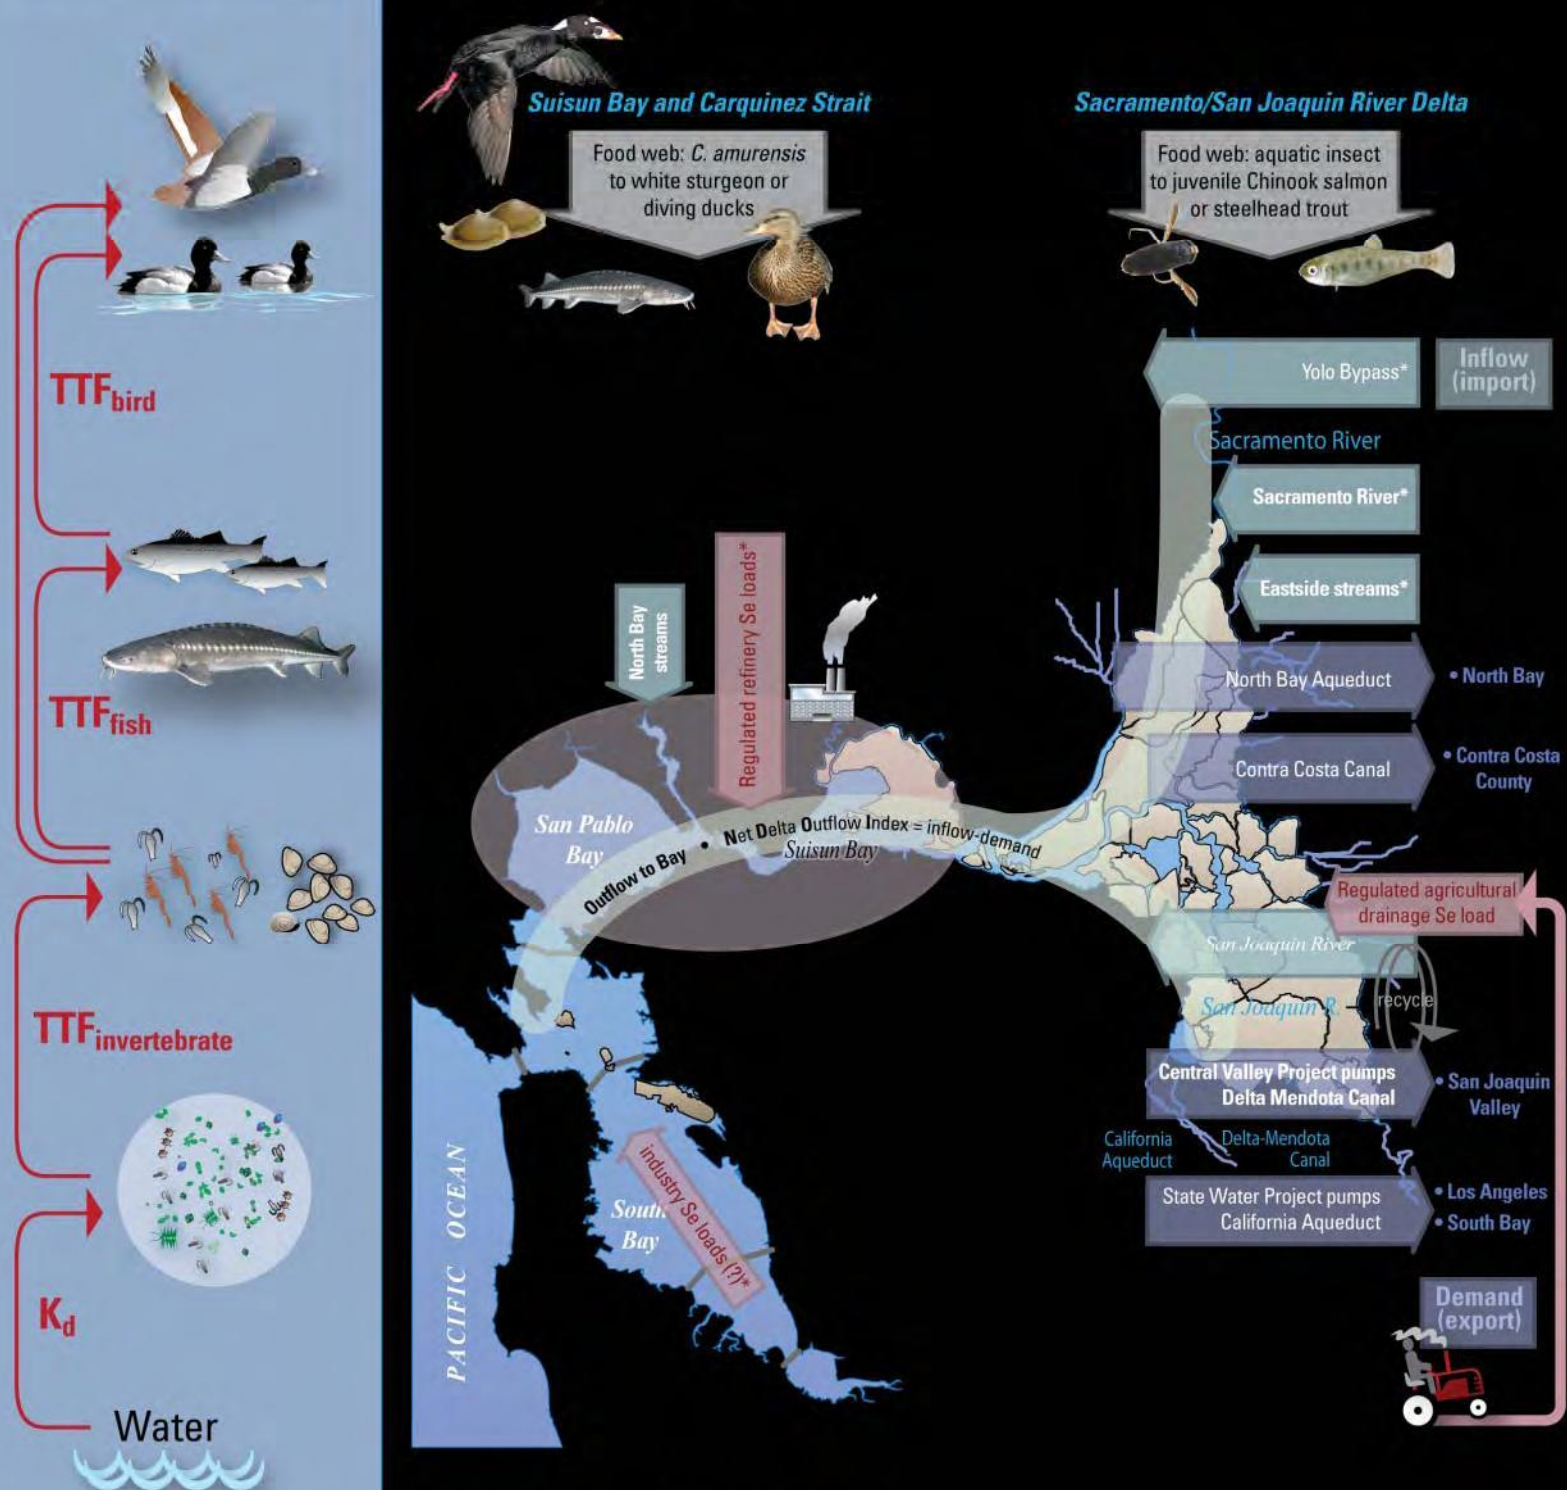 TTFbird
TTFfish
TTFinvertebrate
Kd
Water
Suisun Bay and Carquinez Strait
Food web: C. amurensis
to white sturgeon or
diving ducks
Sacramento/San Joaquin River Delta
Food web: aquatic insect
to juvenile Chinook salmon
or steelhead trout
Yolo Bypass*
Inflow
(import)
Sacramento River
Sacramento River*
Eastside streams*
North Bay Aqueduct
• North Bay
Contra Costa Canal
• Contra Costa
County
North Bay
streams
Regulated refinery Se loads*
San Pablo
Bay
Outflow to Bay • Net Delta Outflow Index = inflow-demand
Suisun Bay
Regulated agricultural
drainage Se load
San Joaquin River
San Joaquin R.
recycle
Central Valley Project pumps
Delta Mendota Canal
• San Joaquin
Valley
California
Aqueduct
Delta-Mendota
Canal
State Water Project pumps
California Aqueduct
• Los Angeles
• South Bay
PACIFIC OCEAN
South
Bay
industry Se loads (?)*
Demand
(export)